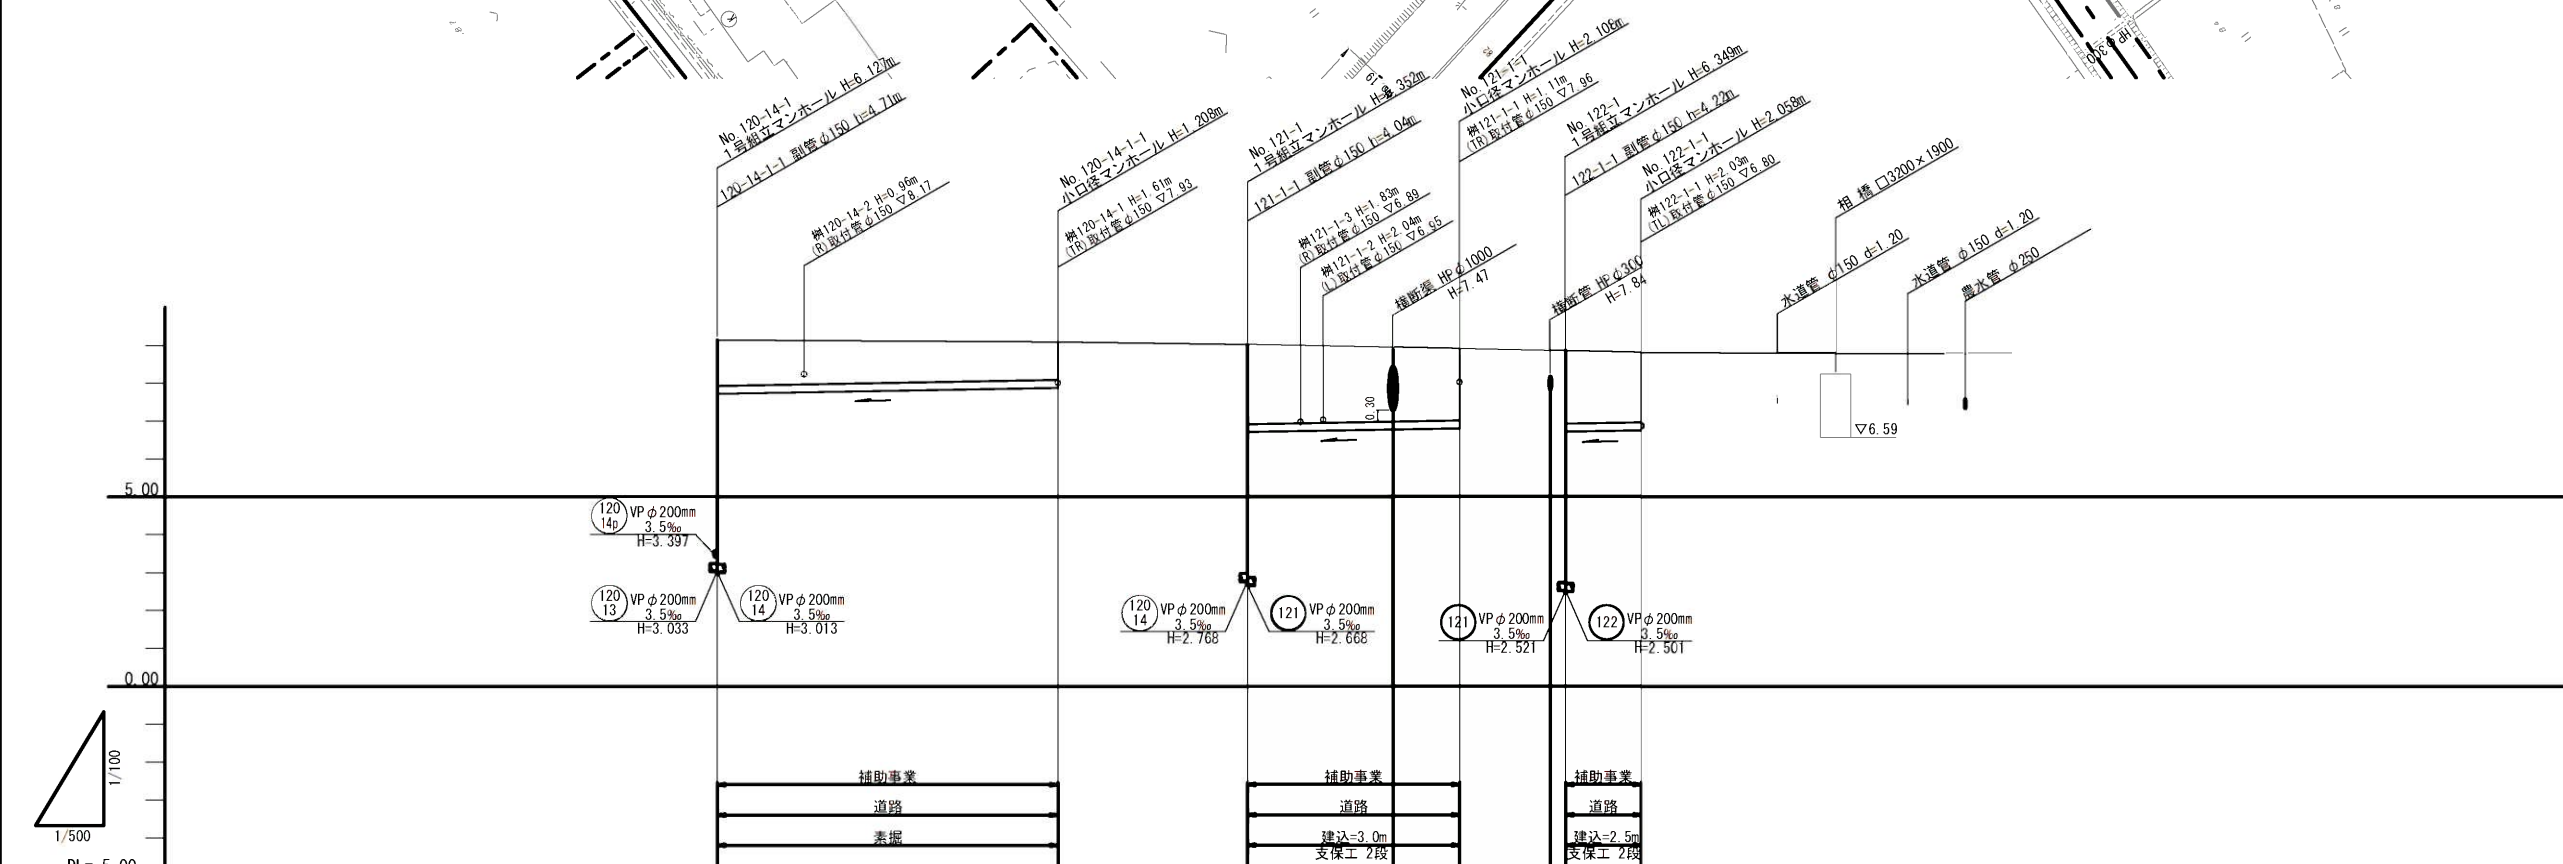 HPφ300
No.120-14-1
1号組立マンホール H=6.127m
120-14-1-1 副管φ150 h=4.71m
桝120-14-2 H=0.96m
(R)取付管φ150 ▽8.17
No.120-14-1-1
小口径マンホール H=1.208m
桝120-14-1 H=1.61m
(TR)取付管φ150 ▽7.93
No.121-1
1号組立マンホール
121-1-1 副管φ150 h=4.04m
桝121-1-3 H=1.83m
(R)取付管φ150 ▽6.89
桝121-1-2 H=2.04m
(L)取付管φ150 ▽6.95
横断渠 HPφ1000
H=7.47
No.121-1-1
小口径マンホール H=2.108m
桝121-1-1 H=1.11m
(TR)取付管φ150 ▽7.96
No.122-1
1号組立マンホール H=6.349m
122-1-1 副管φ150 h=4.22m
No.122-1-1
小口径マンホール H=2.058m
桝122-1-1 H=2.03m
(TL)取付管φ150 ▽6.80
横断管 HPφ300
H=7.84
水道管 φ150 d=1.20
相橋 □3200×1900
水道管 φ150 d=1.20
農水管 φ250
0.30
▽6.59
5.00
120
14p
VPφ200mm
3.5‰
H=3.397
120
13
VPφ200mm
3.5‰
H=3.033
120
14
VPφ200mm
3.5‰
H=3.013
120
14
VPφ200mm
3.5‰
H=2.768
121
VPφ200mm
3.5‰
H=2.668
121
VPφ200mm
3.5‰
H=2.521
122
VPφ200mm
3.5‰
H=2.501
0.00
1/100
1/500
補助事業
道路
素掘
補助事業
道路
建込=3.0m
支保工 2段
補助事業
道路
建込=2.5m
支保工 2段